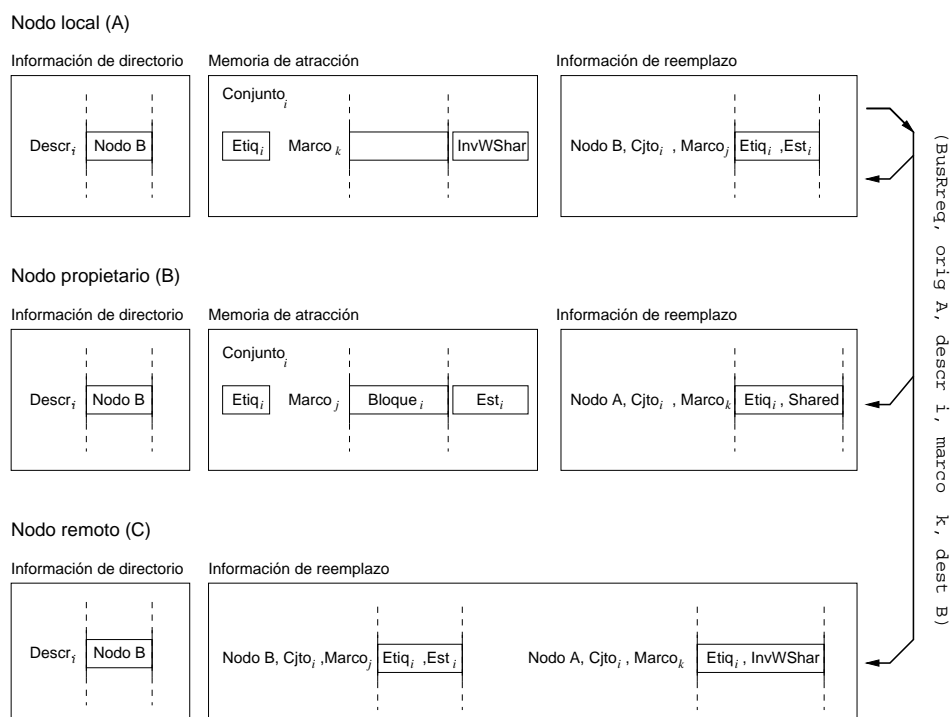 Nodo local (A)
Información de directorio Memoria de atracción Información de reemplazo
Conjunto i
Descr i Nodo B Etiq i Marco k InvWShar Nodo B, Cjto i , Marco j Etiq i ,Est i
Nodo propietario (B)
Información de directorio Memoria de atracción Información de reemplazo
Conjunto i
Descr i Nodo B Etiq i Marco j Bloque i Est i Nodo A, Cjto i , Marco k Etiq i , Shared
Nodo remoto (C)
Información de directorio Información de reemplazo
Descr i Nodo B Nodo B, Cjto i ,Marco j Etiq i ,Est i Nodo A, Cjto i , Marco k Etiq i , InvWShar
(BusRreq, orig A, descr i, marco k, dest B)